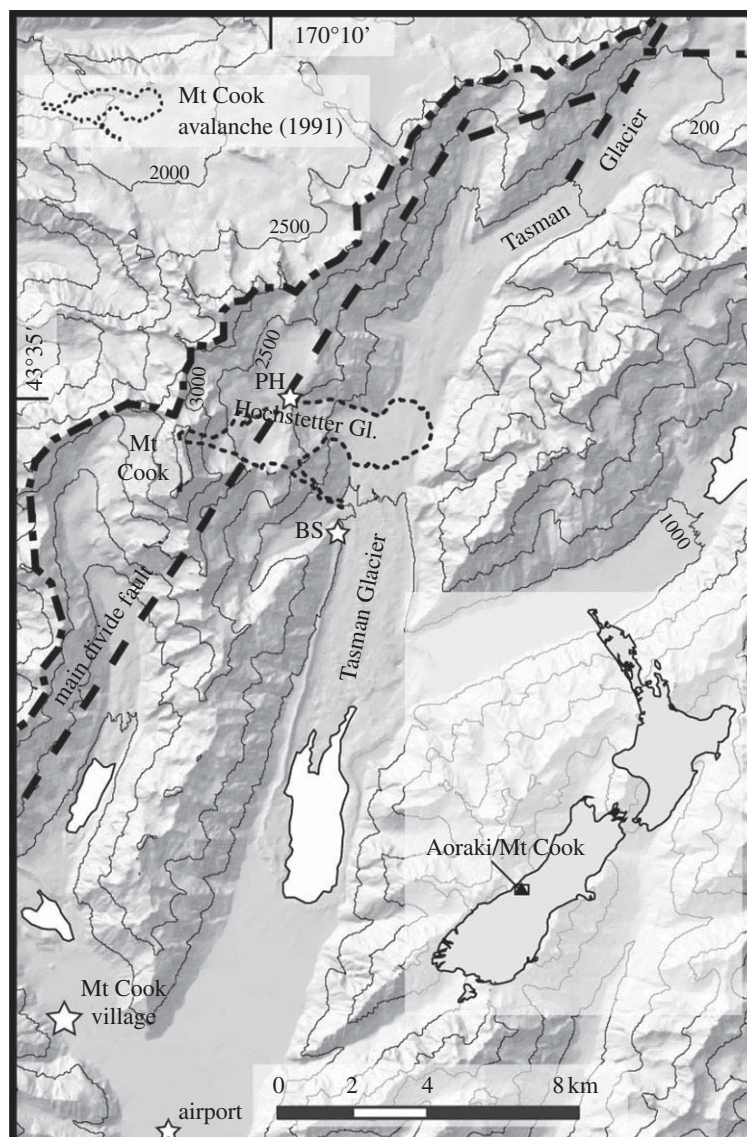 170°10′
Mt Cook
avalanche (1991)
200
Glacier
2000
Tasman
2500
43°35′
2500
3000
PH
Hochstetter Gl.
Mt
Cook
BS
1000
Tasman Glacier
main divide fault
Aoraki/Mt Cook
Mt Cook
village
0 2 4 8 km
airport